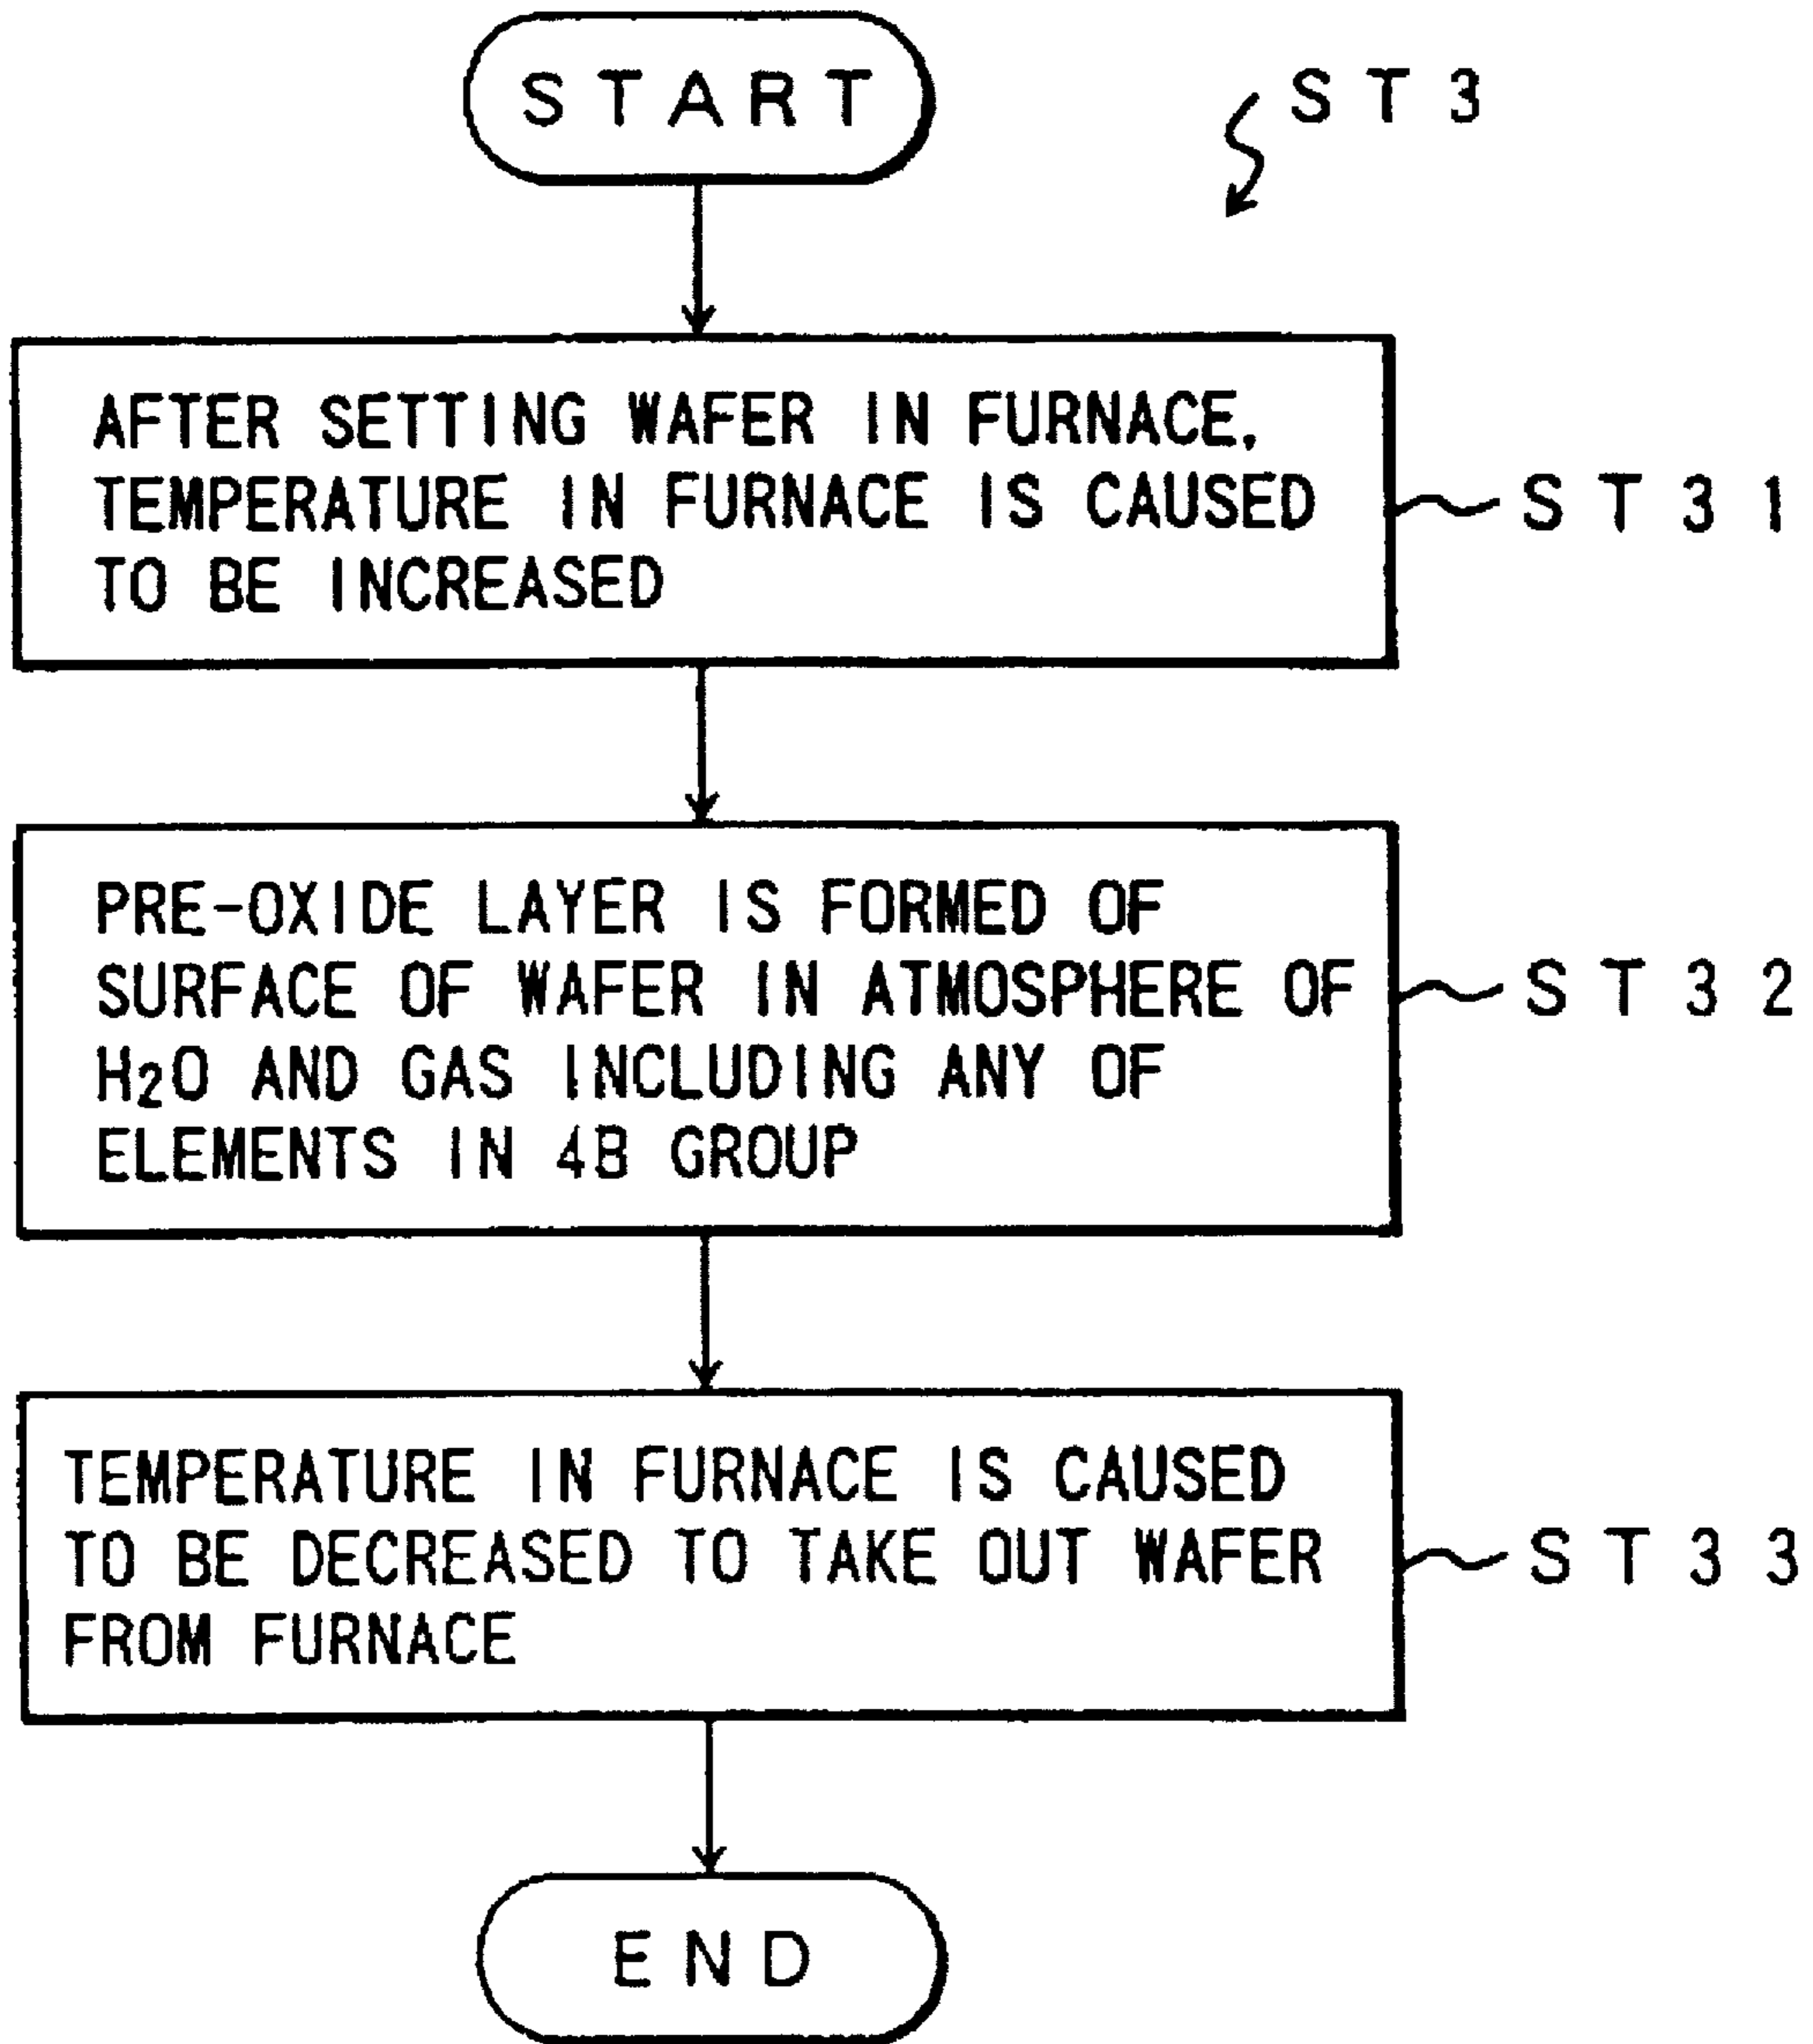 START
ST3
AFTER SETTING WAFER IN FURNACE,
TEMPERATURE IN FURNACE IS CAUSED
TO BE INCREASED
ST31
PRE-OXIDE LAYER IS FORMED OF
SURFACE OF WAFER IN ATMOSPHERE OF
H₂O AND GAS INCLUDING ANY OF
ELEMENTS IN 4B GROUP
ST32
TEMPERATURE IN FURNACE IS CAUSED
TO BE DECREASED TO TAKE OUT WAFER
FROM FURNACE
ST33
END